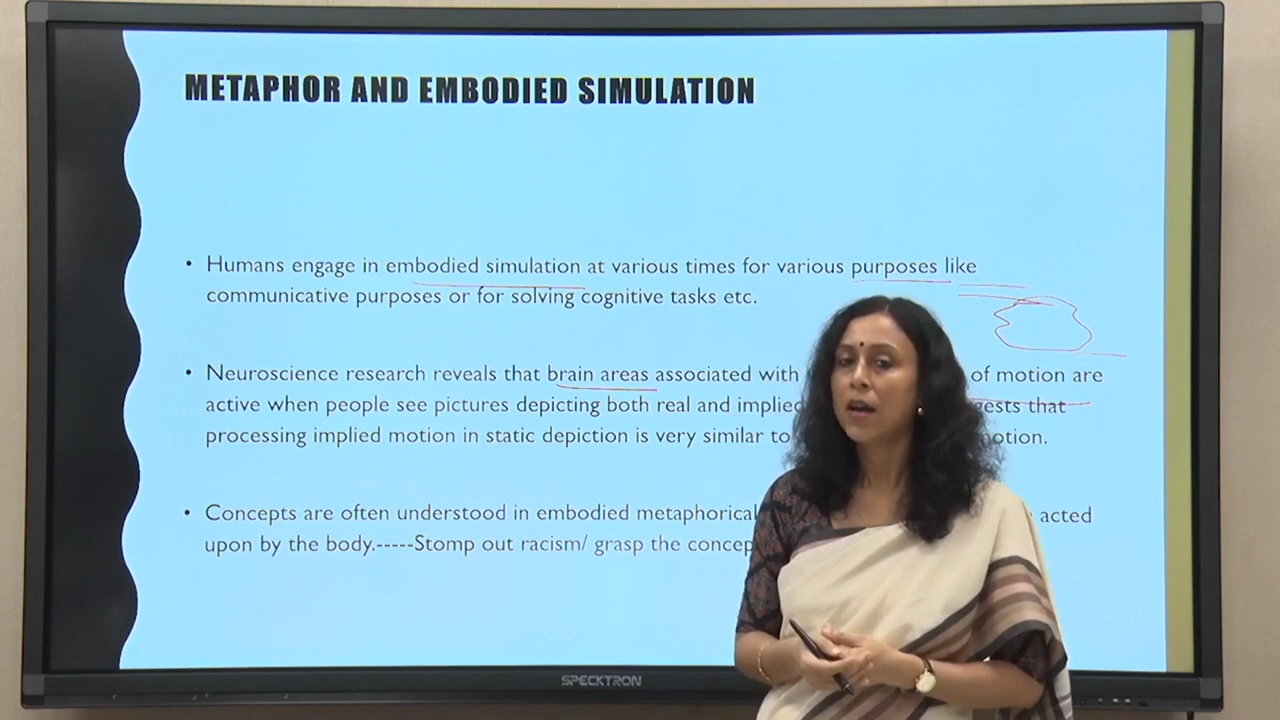 METAPHOR AND EMBODIED SIMULATION
• Humans engage in embodied simulation at various times for various purposes like
communicative purposes or for solving cognitive tasks etc.
• Neuroscience research reveals that brain areas associated with of motion are
active when people see pictures depicting both real and implied that
processing implied motion in static depiction is very similar to
• Concepts are often understood in embodied metaphorical acted
upon by the body.-----Stomp out racism/ grasp the
SPECKTRON